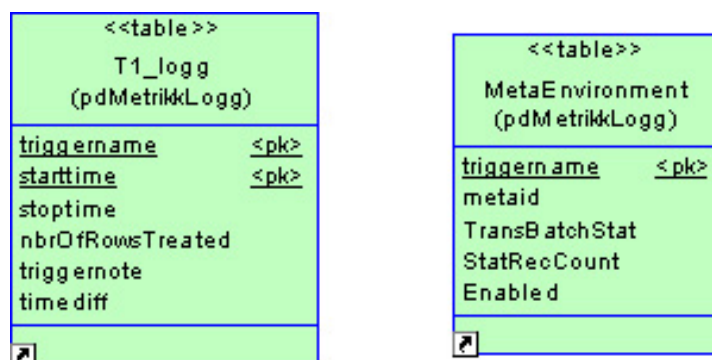 <<table>>
T1_logg
(pdMetrikkLogg)
triggername <pk>
starttime <pk>
stoptime
nbrOfRowsTreated
triggernote
timediff
<<table>>
MetaEnvironment
(pdMetrikkLogg)
triggername <pk>
metaid
TransBatchStat
StatRecCount
Enabled